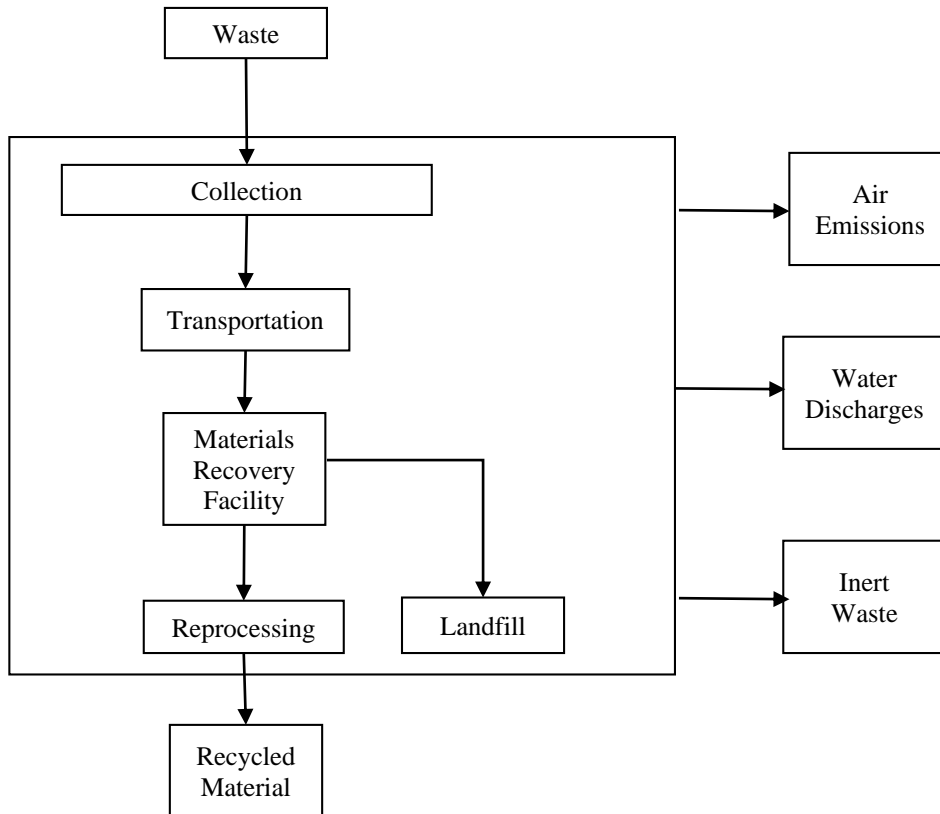 Waste
Collection
Air
Emissions
Transportation
Water
Discharges
Materials
Recovery
Facility
Inert
Waste
Reprocessing
Landfill
Recycled
Material